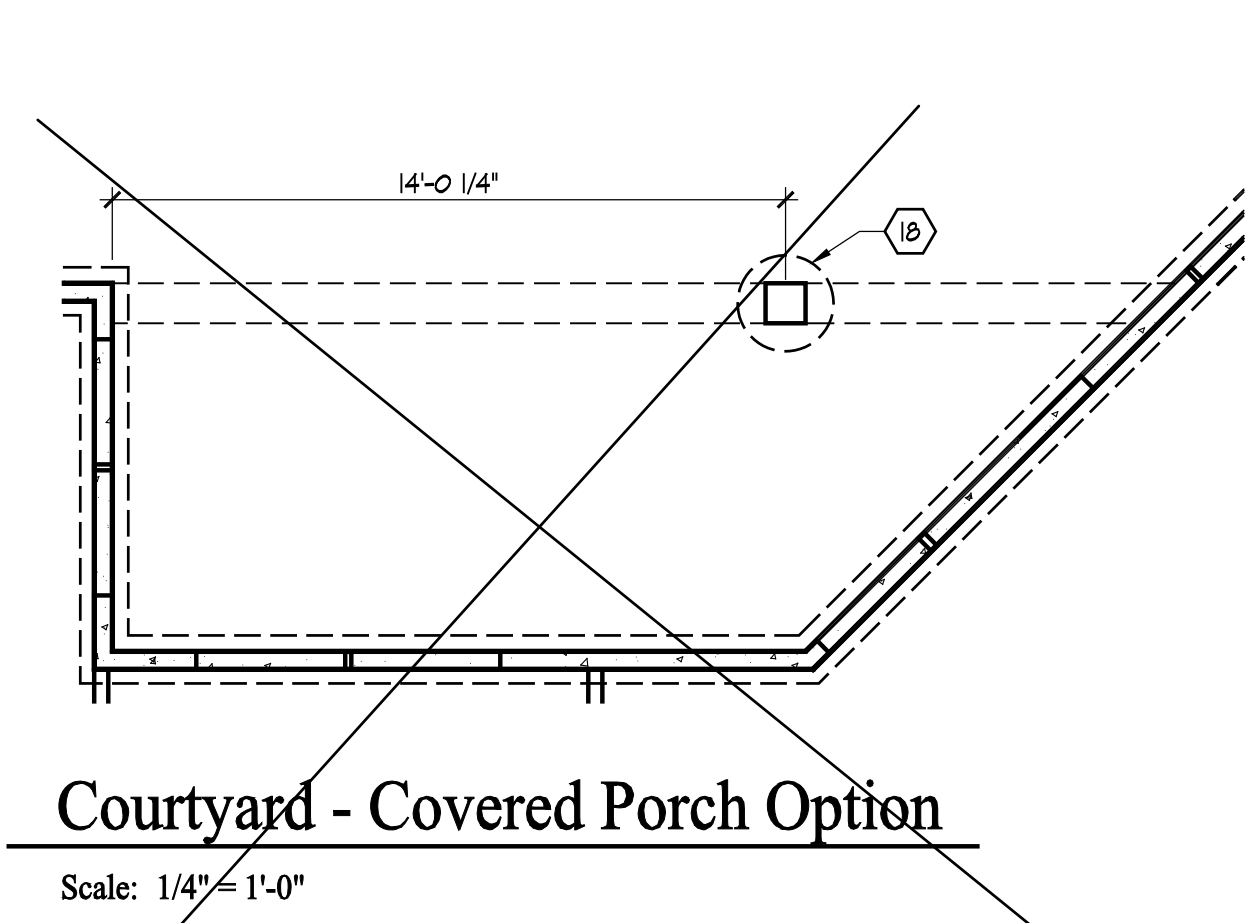 14'-0 1/4"
18
Courtyard - Covered Porch Option
Scale: 1/4" = 1'-0"